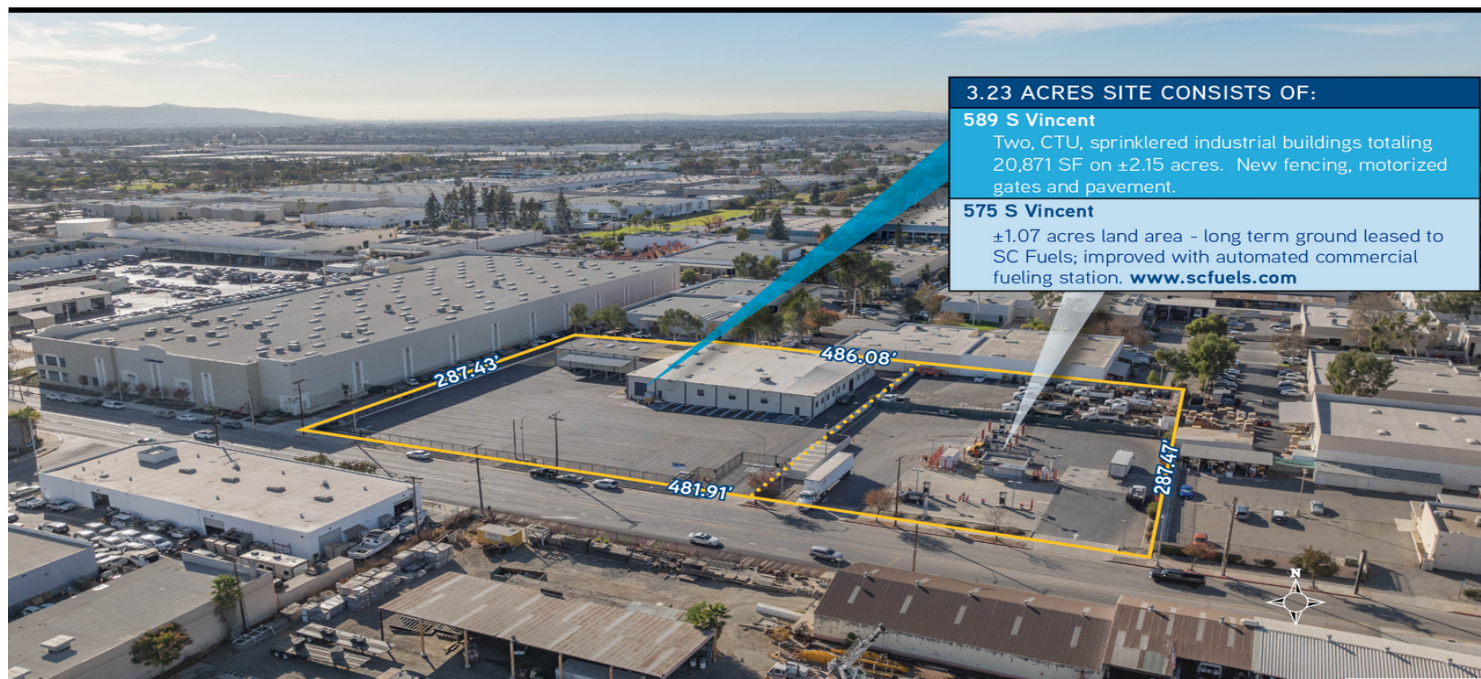 3.23 ACRES SITE CONSISTS OF:
589 S Vincent
Two, CTU, sprinklered industrial buildings totaling
20,871 SF on ±2.15 acres. New fencing, motorized
gates and pavement.
575 S Vincent
±1.07 acres land area - long term ground leased to
SC Fuels; improved with automated commercial
fueling station. www.scfuels.com
287.43'
486.08'
481.91'
287.47'
N